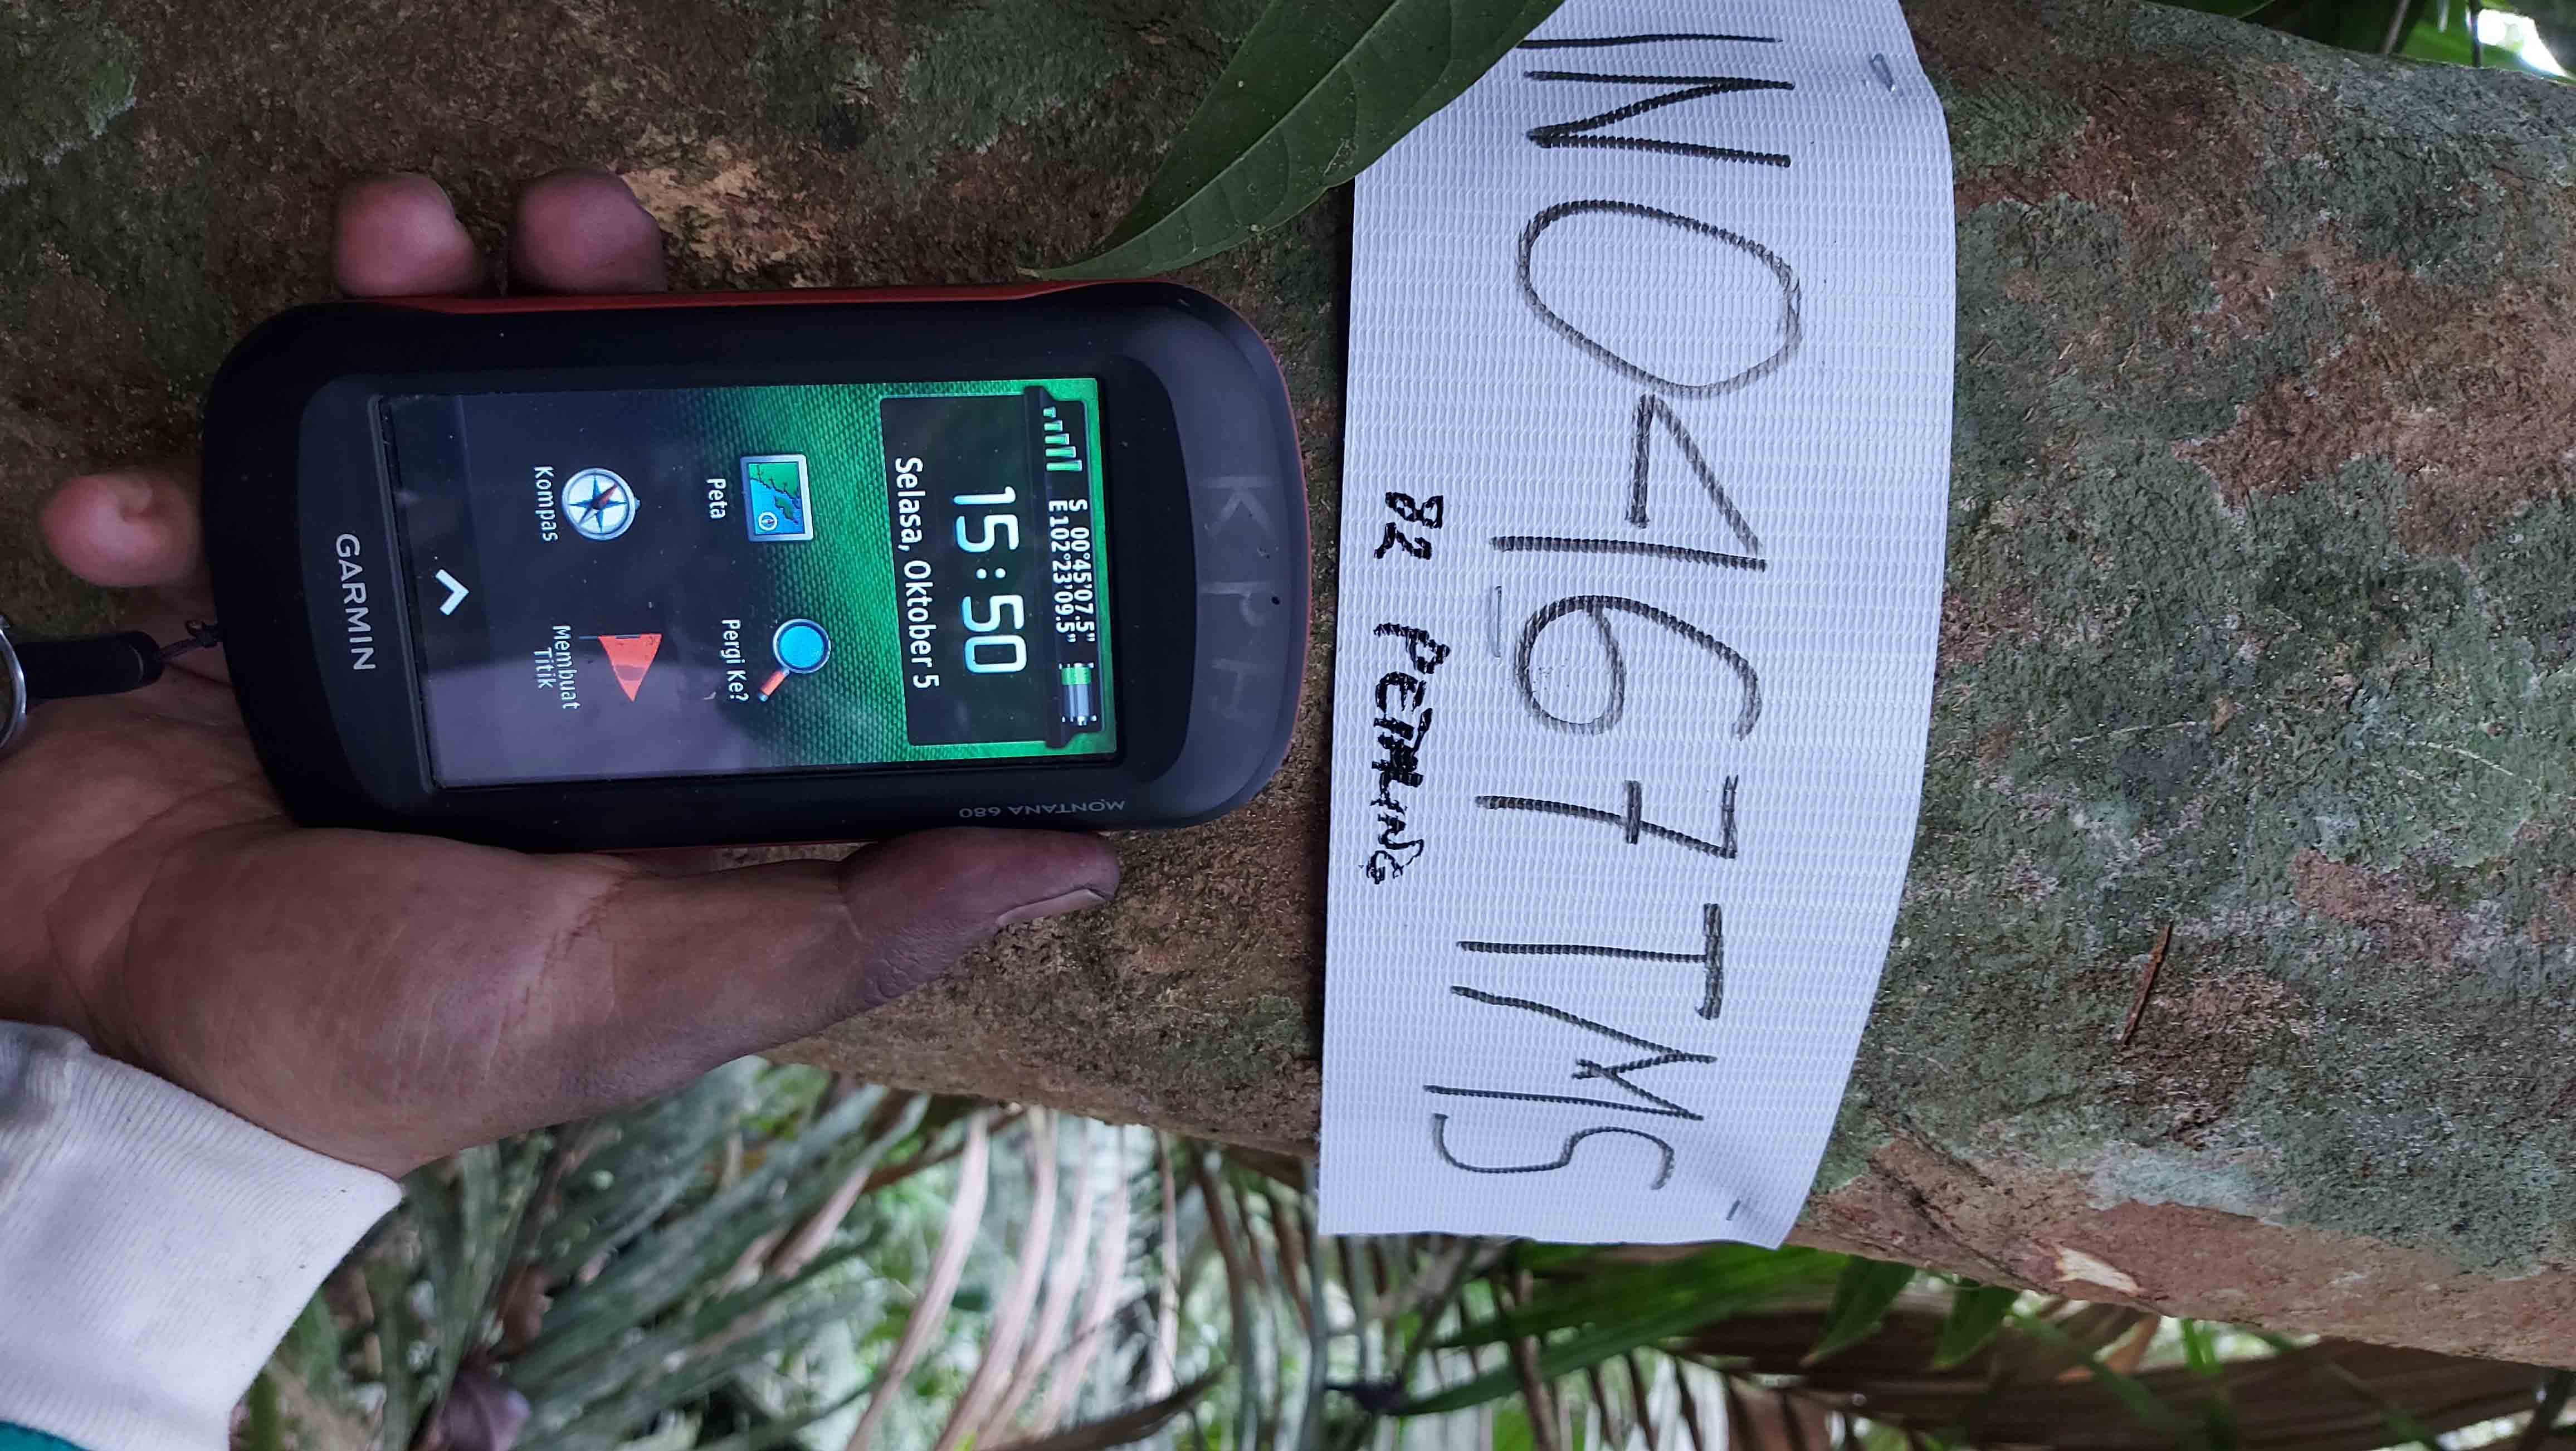 INO467TMS
82 PETALING
KPH
MONTANA 680
S 00°45'07.5"
E 102°23'09.5"
15:50
Selasa, Oktober 5
Peta
Pergi Ke?
Kompas
Membuat
Titik
GARMIN